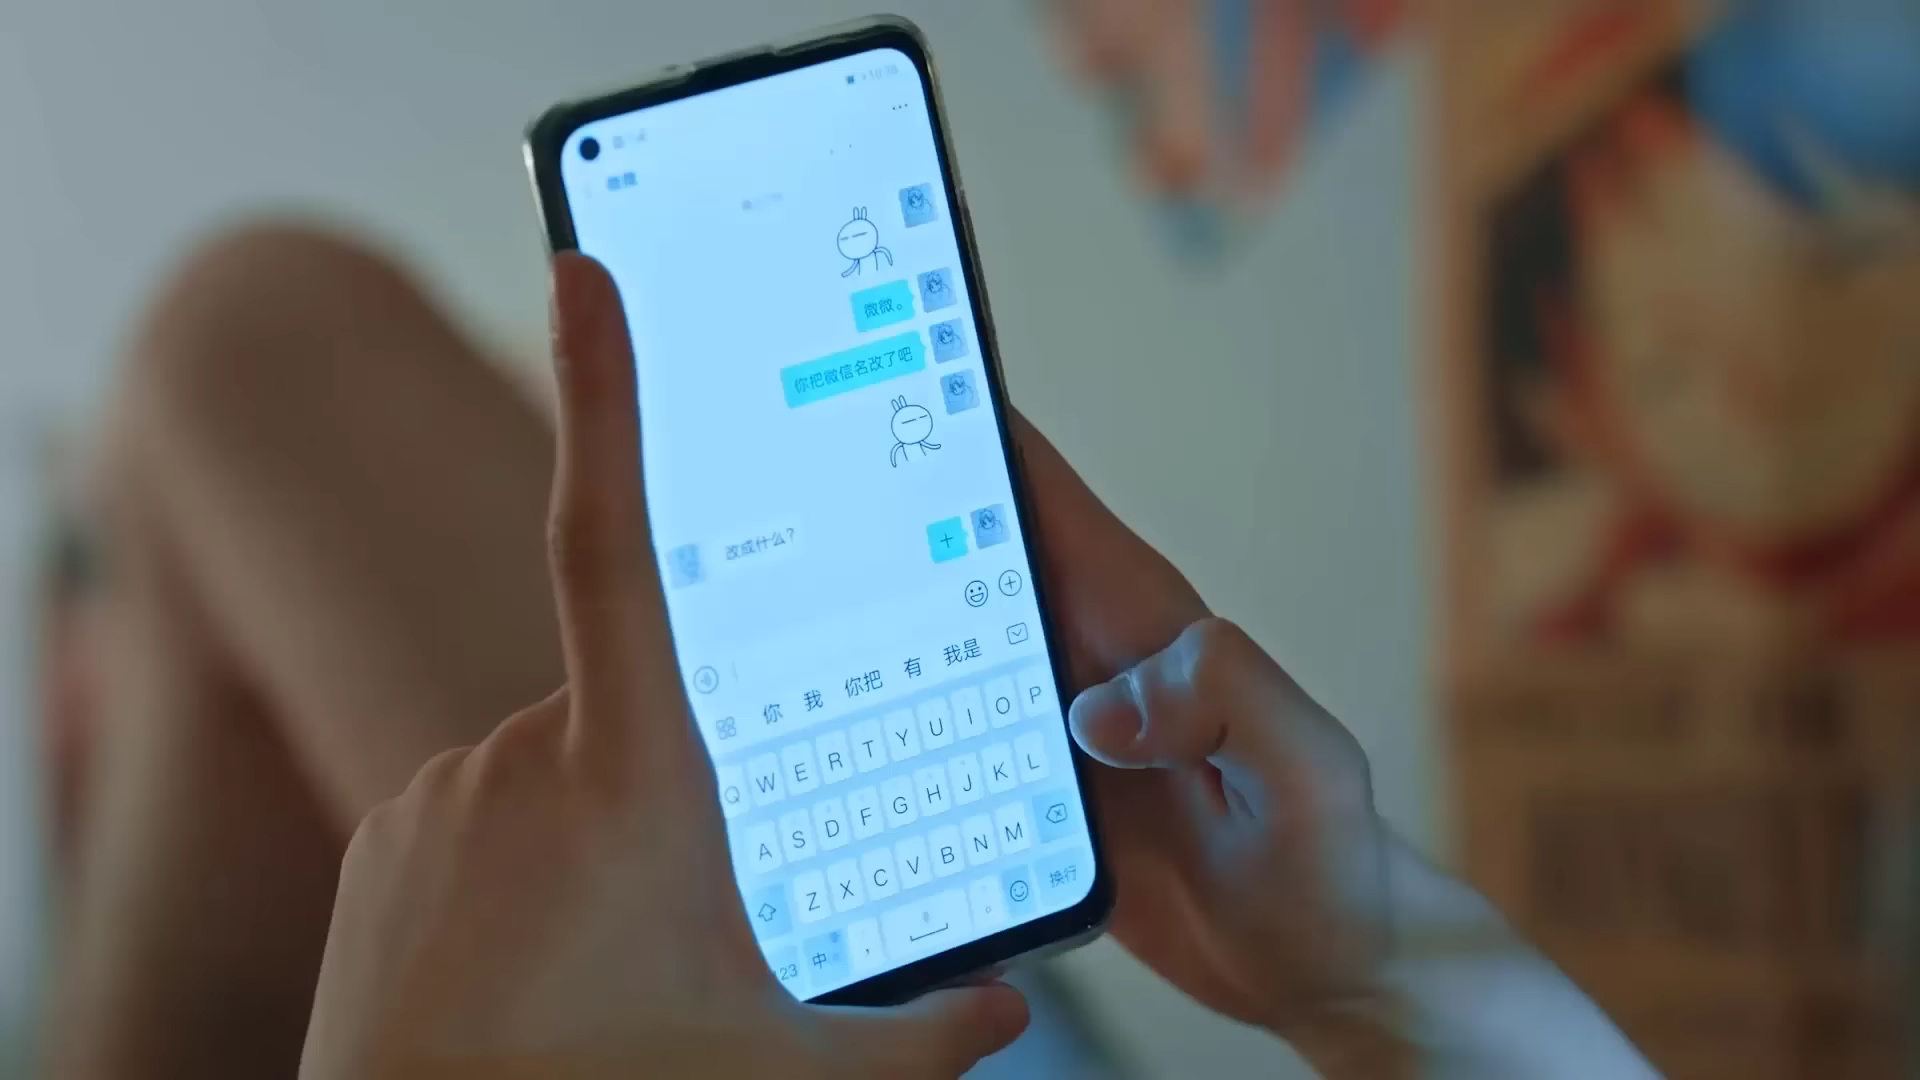 微微
微微。
你把微信名改了吧
改成什么?
+
你 我 你把 有 我是
Q W E R T Y U I O P
A S D F G H J K L
Z X C V B N M
123 中 , 。 换行